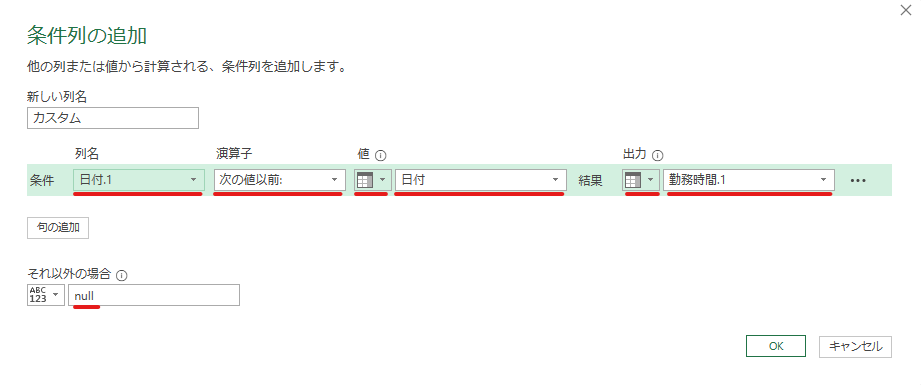 条件列の追加
他の列または値から計算される、条件列を追加します。
新しい列名
カスタム
列名 演算子 値 出力
条件 日付.1 次の値以前: 日付 結果 勤務時間.1 ...
句の追加
それ以外の場合
ABC
123
null
OK キャンセル